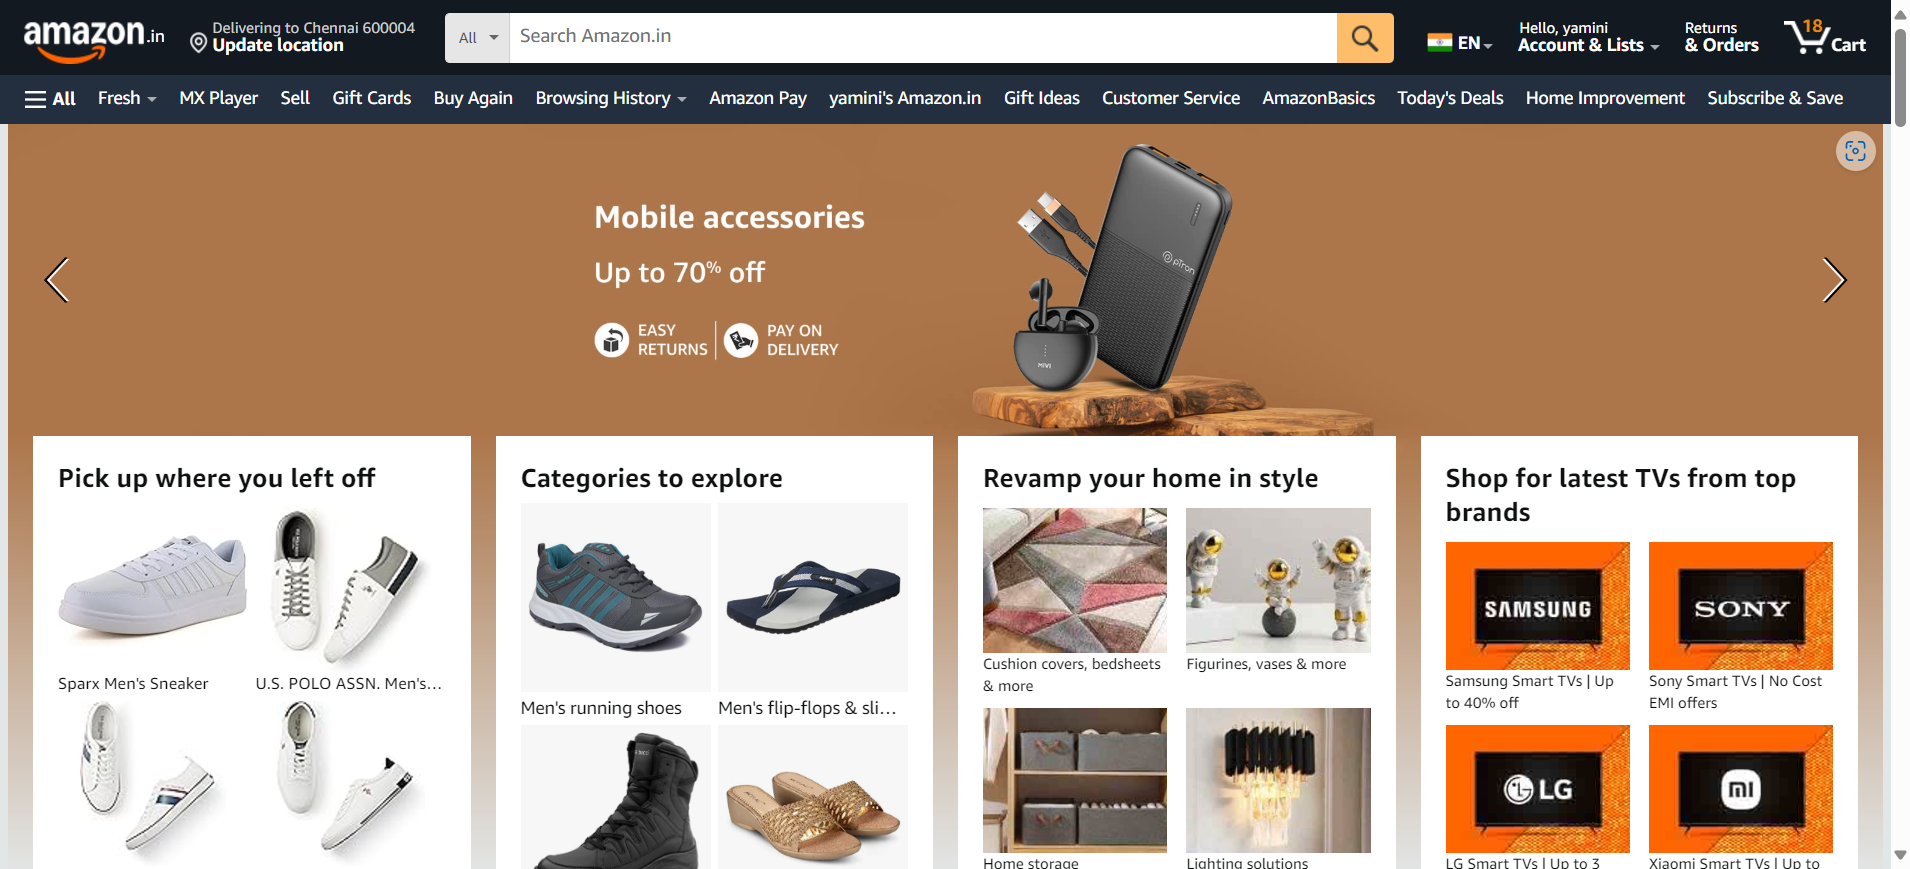 amazon.in
Delivering to Chennai 600004
Update location
All
Search Amazon.in
EN
Hello, yamini
Account & Lists
Returns
& Orders
18
Cart
All
Fresh
MX Player
Sell
Gift Cards
Buy Again
Browsing History
Amazon Pay
yamini's Amazon.in
Gift Ideas
Customer Service
AmazonBasics
Today's Deals
Home Improvement
Subscribe & Save
Mobile accessories
Up to 70% off
EASY
RETURNS
PAY ON
DELIVERY
pTron
MIVI
Pick up where you left off
Sparx Men's Sneaker
U.S. POLO ASSN. Men's...
Categories to explore
Men's running shoes
Men's flip-flops & sli...
Revamp your home in style
Cushion covers, bedsheets
& more
Figurines, vases & more
Home storage
Lighting solutions
Shop for latest TVs from top
brands
SAMSUNG
Samsung Smart TVs | Up
to 40% off
SONY
Sony Smart TVs | No Cost
EMI offers
LG
LG Smart TVs | Up to 3
mi
Xiaomi Smart TVs | Up to